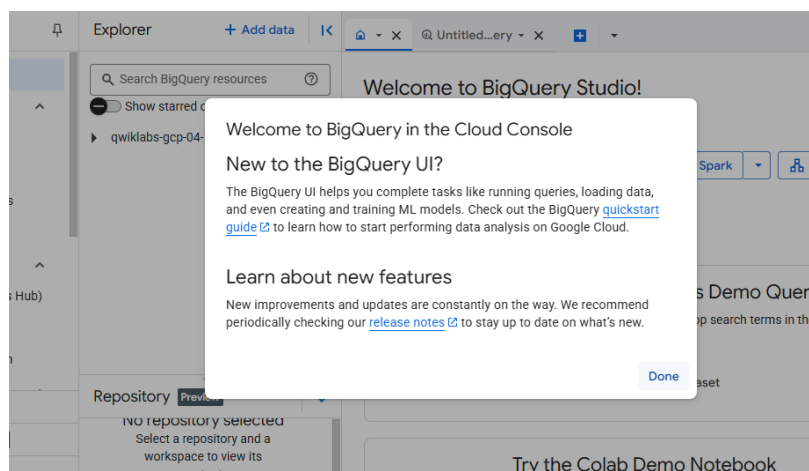 Explorer
+ Add data
Untitled...ery
Search BigQuery resources
Show starred
qwiklabs-gcp-04-
Welcome to BigQuery Studio!
Spark
Hub)
Welcome to BigQuery in the Cloud Console
New to the BigQuery UI?
The BigQuery UI helps you complete tasks like running queries, loading data,
and even creating and training ML models. Check out the BigQuery quickstart
guide to learn how to start performing data analysis on Google Cloud.
Learn about new features
New improvements and updates are constantly on the way. We recommend
periodically checking our release notes to stay up to date on what's new.
Done
Demo Quer
search terms in th
aset
Repository
Previe
No repository selected
Select a repository and a
workspace to view its
Try the Colab Demo Notebook